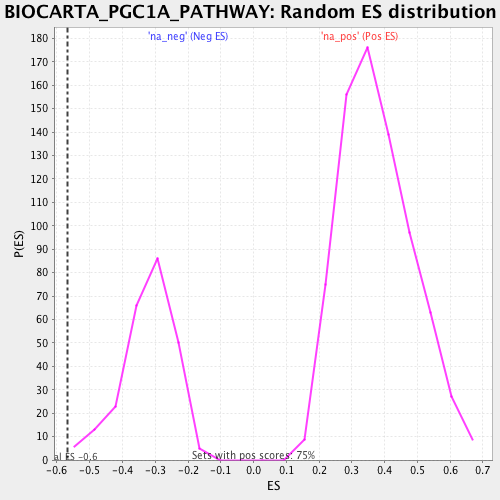 BIOCARTA_PGC1A_PATHWAY: Random ES distribution
'na_neg' (Neg ES)
'na_pos' (Pos ES)
180
170
160
150
140
130
120
110
100
90
80
70
60
50
40
30
20
10
0
P(ES)
al ES -0.6
Sets with pos scores: 75%
-0.6 -0.5 -0.4 -0.3 -0.2 -0.1 0.0 0.1 0.2 0.3 0.4 0.5 0.6 0.7
ES